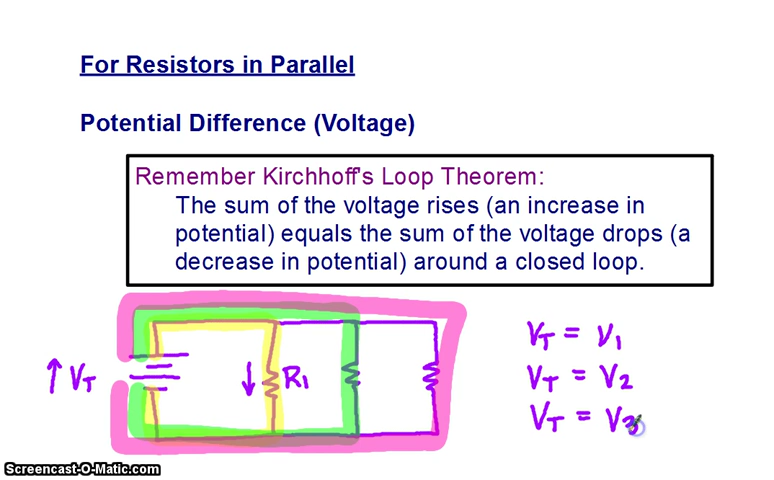 For Resistors in Parallel
Potential Difference (Voltage)
Remember Kirchhoff's Loop Theorem:
The sum of the voltage rises (an increase in
potential) equals the sum of the voltage drops (a
decrease in potential) around a closed loop.
VT = V1
↑ VT ↓ R1 VT = V2
VT = V3
Screencast-O-Matic.com